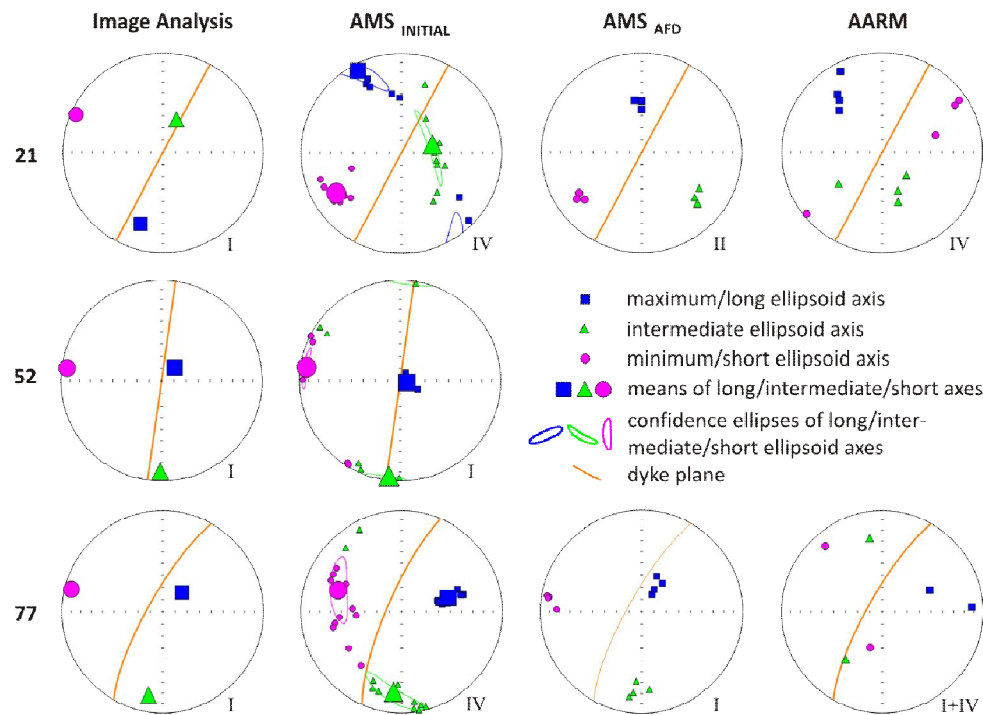 Image Analysis AMS INITIAL AMS AFD AARM
21
I IV II IV
maximum/long ellipsoid axis
intermediate ellipsoid axis
minimum/short ellipsoid axis
52
means of long/intermediate/short axes
confidence ellipses of long/inter-
mediate/short ellipsoid axes
I I
dyke plane
77
I IV I I+IV